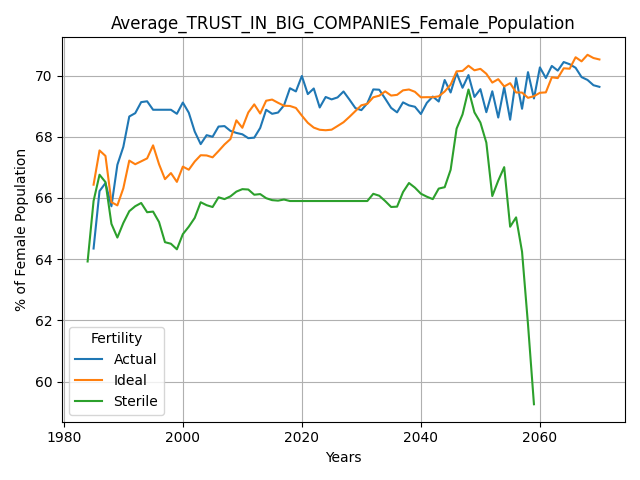 Average_TRUST_IN_BIG_COMPANIES_Female_Population
% of Female Population
70
68
66
64
62
60
Fertility
Actual
Ideal
Sterile
1980
2000
2020
2040
2060
Years